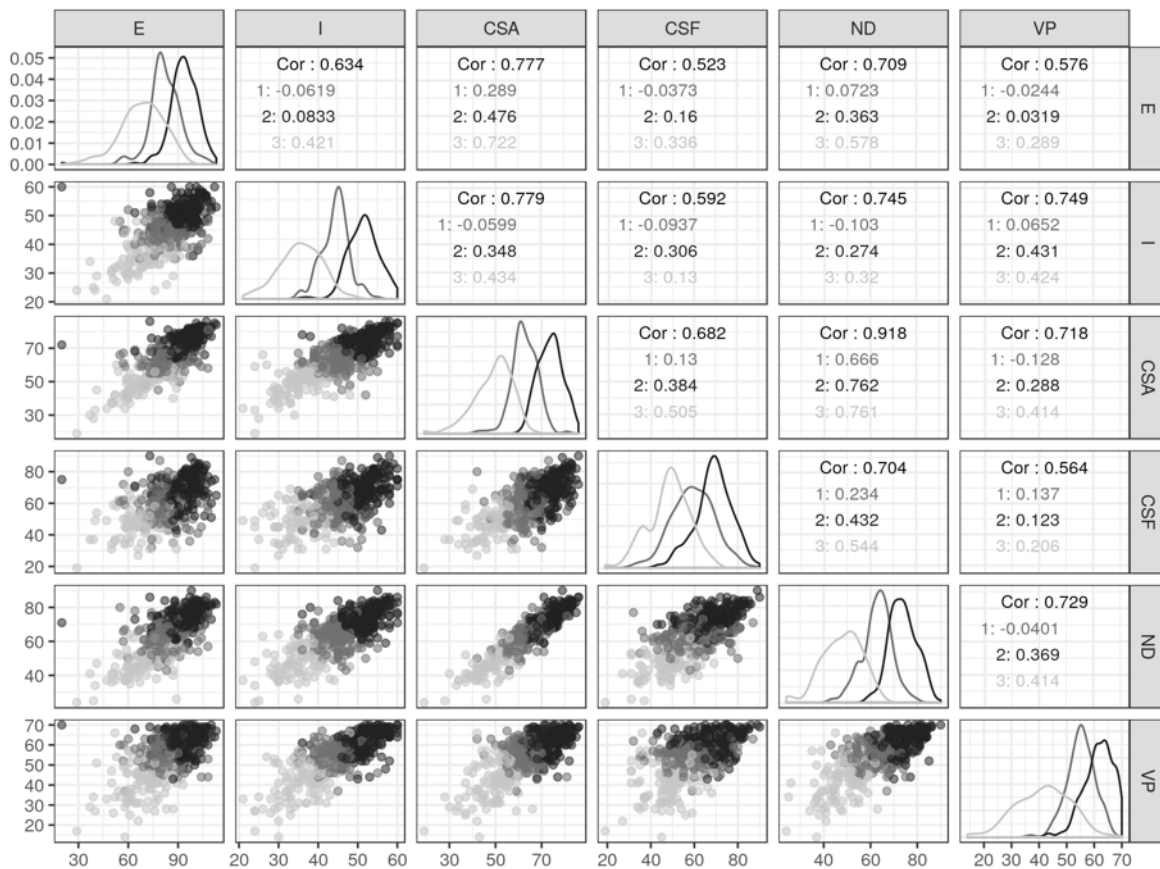 E I CSA CSF ND VP
0.05 Cor : 0.634 Cor : 0.777 Cor : 0.523 Cor : 0.709 Cor : 0.576
0.04 1: -0.0619 1: 0.289 1: -0.0373 1: 0.0723 1: -0.0244
0.03 E
0.02 2: 0.0833 2: 0.476 2: 0.16 2: 0.363 2: 0.0319
0.01 3: 0.421 3: 0.722 3: 0.336 3: 0.578 3: 0.289
0.00
60 Cor : 0.779 Cor : 0.592 Cor : 0.745 Cor : 0.749
50 1: -0.0599 1: -0.0937 1: -0.103 1: 0.0652
40 2: 0.348 2: 0.306 2: 0.274 2: 0.431 I
30 3: 0.434 3: 0.13 3: 0.32 3: 0.424
20
Cor : 0.682 Cor : 0.918 Cor : 0.718
70 1: 0.13 1: 0.666 1: -0.128
50 2: 0.384 2: 0.762 2: 0.288 CSA
30 3: 0.505 3: 0.761 3: 0.414
80 Cor : 0.704 Cor : 0.564
60 1: 0.234 1: 0.137
40 2: 0.432 2: 0.123 CSF
20 3: 0.544 3: 0.206
80 Cor : 0.729
60 1: -0.0401
2: 0.369 ND
40 3: 0.414
70
60
50
40 VP
30
20
30 60 90 20 30 40 50 60 30 50 70 20 40 60 80 40 60 80 20 30 40 50 60 70